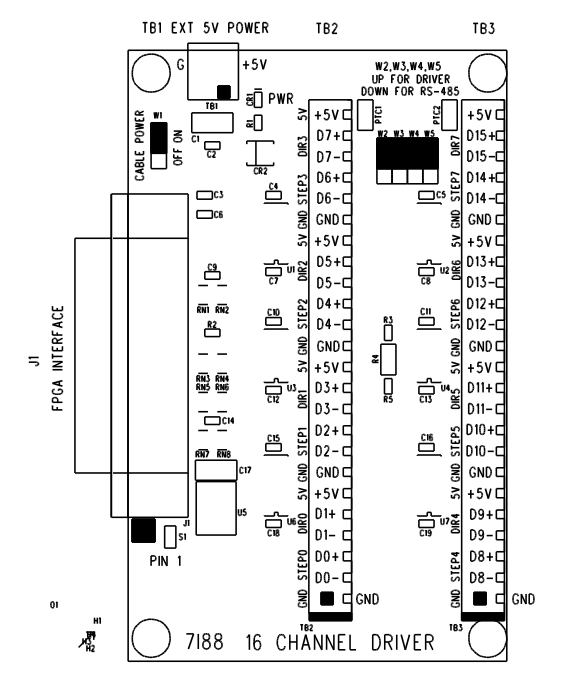 TB1 EXT 5V POWER
TB2
TB3
G
+5V
W2,W3,W4,W5
UP FOR DRIVER
DOWN FOR RS-485
CR1
PWR
TB1
R1
C1
C2
CR2
W1
CABLE POWER
OFF ON
PTC1
PTC2
W2 W3 W4 W5
5V
DIR3
STEP3
GND
5V
DIR2
STEP2
GND
5V
DIR1
STEP1
GND
5V
DIR0
STEP0
GND
+5V
D7+
D7-
D6+
D6-
GND
+5V
D5+
D5-
D4+
D4-
GND
+5V
D3+
D3-
D2+
D2-
GND
+5V
D1+
D1-
D0+
D0-
GND
TB2
DIR7
STEP7
GND
5V
DIR6
STEP6
GND
5V
DIR5
STEP5
GND
5V
DIR4
STEP4
GND
+5V
D15+
D15-
D14+
D14-
GND
+5V
D13+
D13-
D12+
D12-
GND
+5V
D11+
D11-
D10+
D10-
GND
+5V
D9+
D9-
D8+
D8-
GND
TB3
C3
C6
C4
C5
C9
U1
C7
U2
C8
RN1 RN2
R2
C10
C11
R3
R4
R5
RN3 RN4
RN5 RN6
U3
C12
U4
C13
C14
C15
C16
RN7 RN8
C17
U5
U6
C18
U7
C19
J1
FPGA INTERFACE
J1
S1
PIN 1
O1
H1
H2
7I88 16 CHANNEL DRIVER